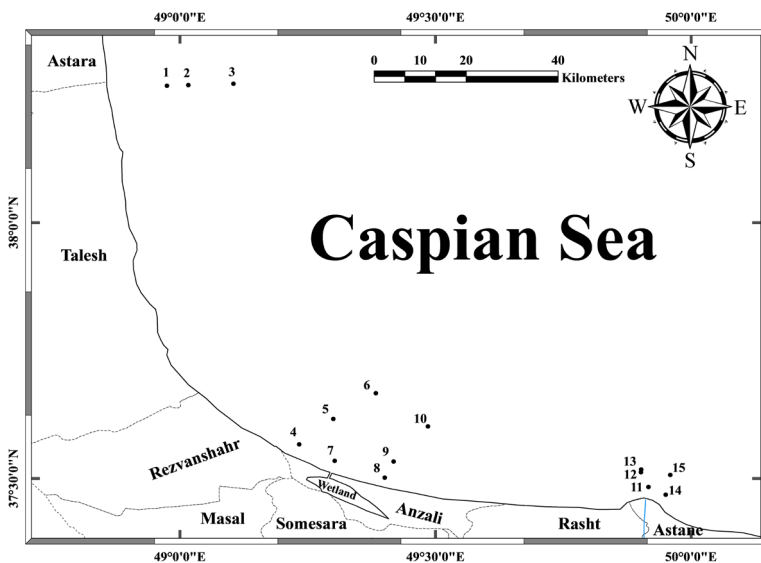 49°0'0"E
49°30'0"E
50°0'0"E
Astara
1 2 3
0 10 20 40
Kilometers
N
W E
S
38°0'0"N
Caspian Sea
Talesh
6
5
10
4
Rezvanshahr
7
9
8
13
12
15
11
14
37°30'0"N
Wetland
Masal
Somesara
Anzali
Rasht
Astane
49°0'0"E
49°30'0"E
50°0'0"E